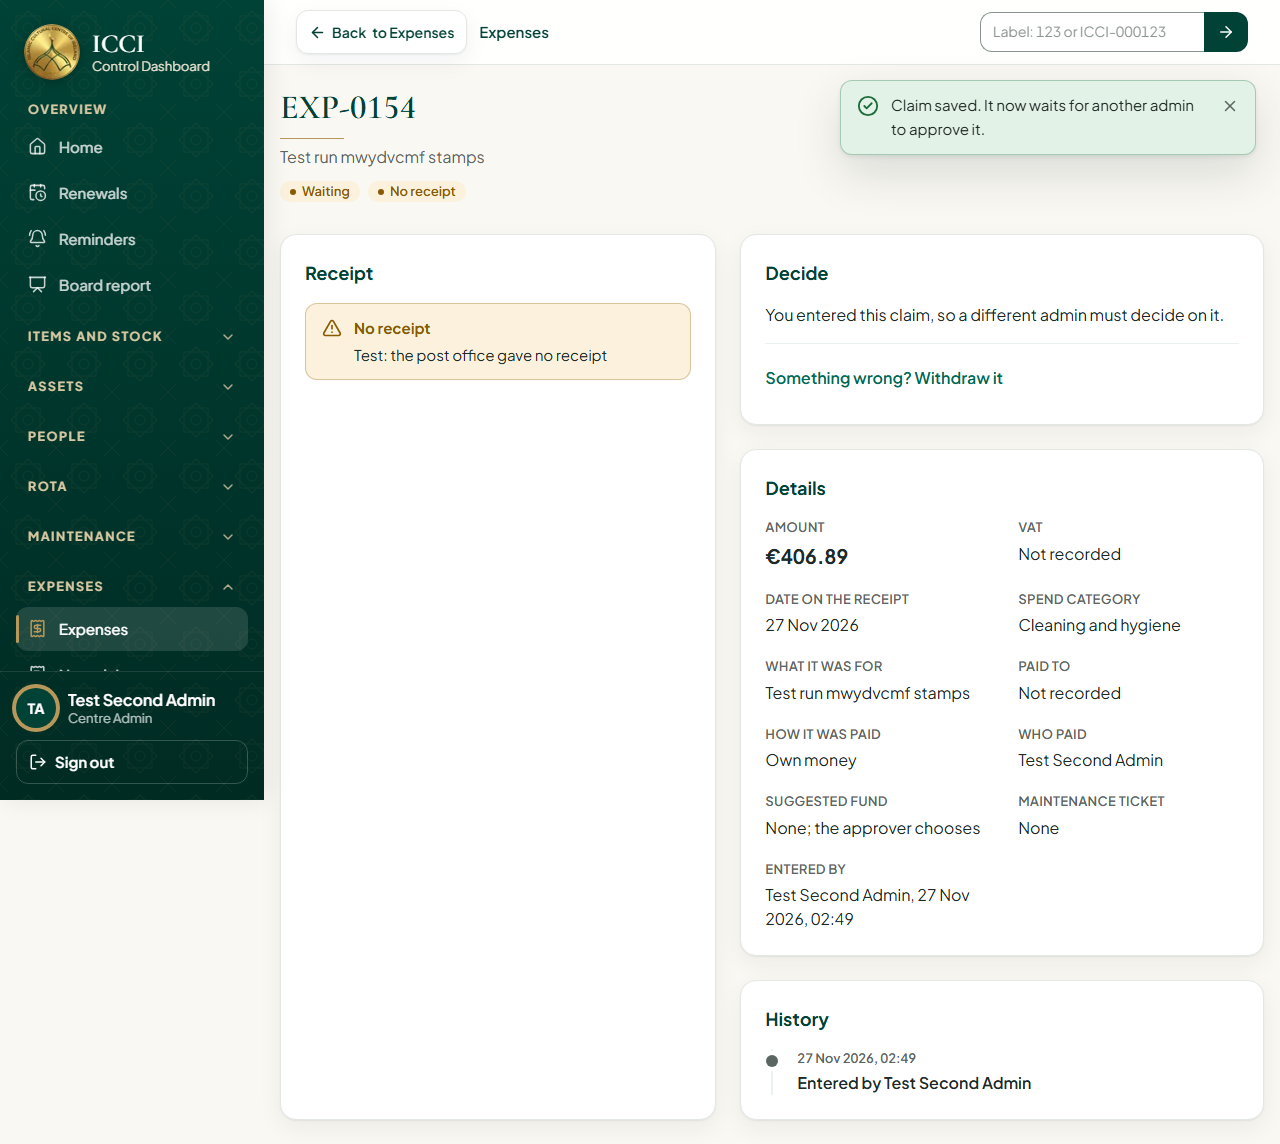 ICCI
Control Dashboard
OVERVIEW
Home
Renewals
Reminders
Board report
ITEMS AND STOCK
ASSETS
PEOPLE
ROTA
MAINTENANCE
EXPENSES
Expenses
TA
Test Second Admin
Centre Admin
Sign out
Back to Expenses
Expenses
Label: 123 or ICCI-000123
EXP-0154
Claim saved. It now waits for another admin
to approve it.
Test run mwydvcmf stamps
Waiting
No receipt
Receipt
No receipt
Test: the post office gave no receipt
Decide
You entered this claim, so a different admin must decide on it.
Something wrong? Withdraw it
Details
AMOUNT
€406.89
VAT
Not recorded
DATE ON THE RECEIPT
27 Nov 2026
SPEND CATEGORY
Cleaning and hygiene
WHAT IT WAS FOR
Test run mwydvcmf stamps
PAID TO
Not recorded
HOW IT WAS PAID
Own money
WHO PAID
Test Second Admin
SUGGESTED FUND
None; the approver chooses
MAINTENANCE TICKET
None
ENTERED BY
Test Second Admin, 27 Nov
2026, 02:49
History
27 Nov 2026, 02:49
Entered by Test Second Admin